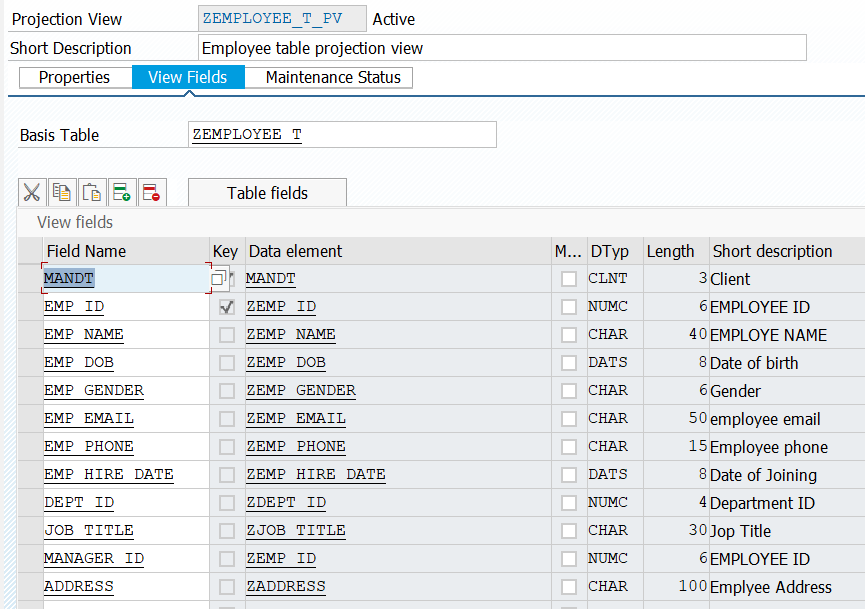 Projection View ZEMPLOYEE_T_PV Active
Short Description Employee table projection view
Properties View Fields Maintenance Status
Basis Table ZEMPLOYEE_T
Table fields
View fields
Field Name Key Data element M... DTyp Length Short description
MANDT MANDT CLNT 3 Client
EMP_ID ZEMP_ID NUMC 6 EMPLOYEE ID
EMP_NAME ZEMP_NAME CHAR 40 EMPLOYE NAME
EMP_DOB ZEMP_DOB DATS 8 Date of birth
EMP_GENDER ZEMP_GENDER CHAR 6 Gender
EMP_EMAIL ZEMP_EMAIL CHAR 50 employee email
EMP_PHONE ZEMP_PHONE CHAR 15 Employee phone
EMP_HIRE_DATE ZEMP_HIRE_DATE DATS 8 Date of Joining
DEPT_ID ZDEPT_ID NUMC 4 Department ID
JOB_TITLE ZJOB_TITLE CHAR 30 Jop Title
MANAGER_ID ZEMP_ID NUMC 6 EMPLOYEE ID
ADDRESS ZADDRESS CHAR 100 Emplyee Address